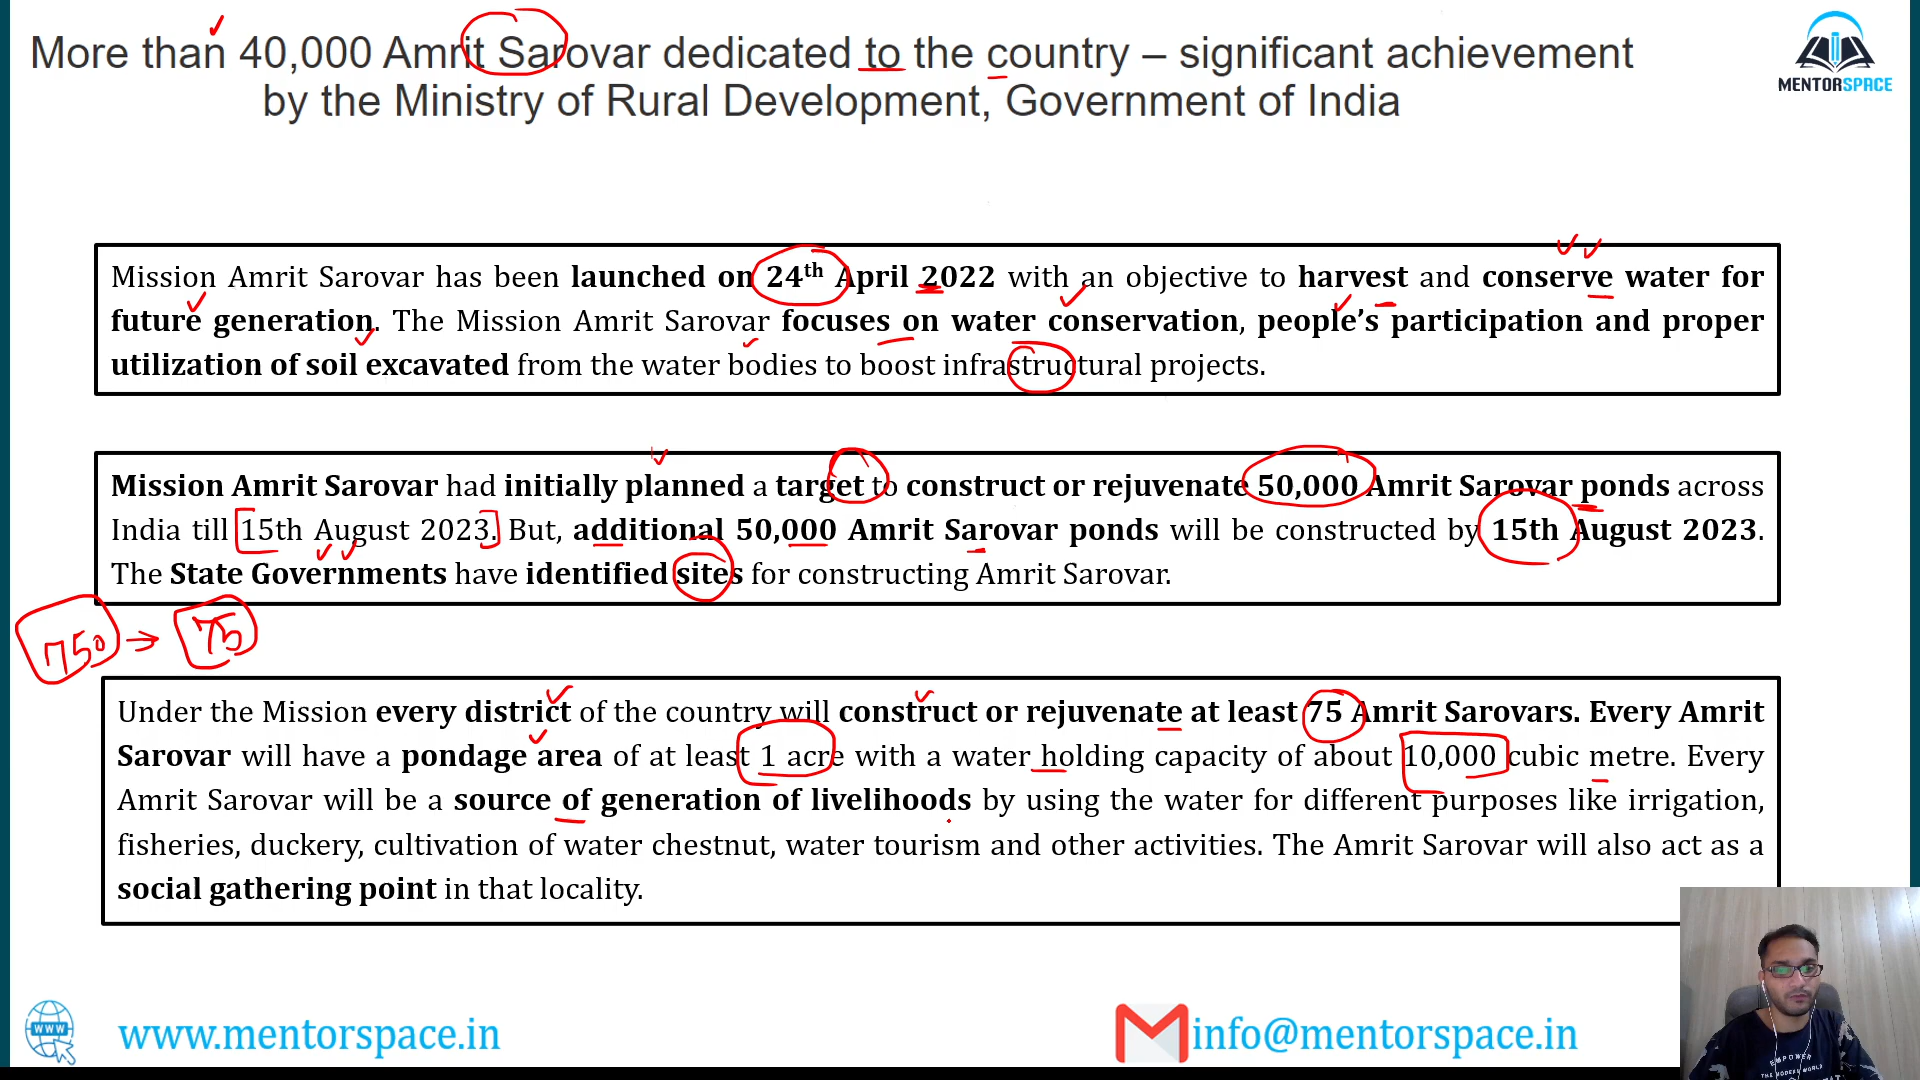 More than 40,000 Amrit Sarovar dedicated to the country – significant achievement
by the Ministry of Rural Development, Government of India
MENTORSPACE
Mission Amrit Sarovar has been launched on 24th April 2022 with an objective to harvest and conserve water for
future generation. The Mission Amrit Sarovar focuses on water conservation, people’s participation and proper
utilization of soil excavated from the water bodies to boost infrastructural projects.
Mission Amrit Sarovar had initially planned a target to construct or rejuvenate 50,000 Amrit Sarovar ponds across
India till 15th August 2023. But, additional 50,000 Amrit Sarovar ponds will be constructed by 15th August 2023.
The State Governments have identified sites for constructing Amrit Sarovar.
750 → 75
Under the Mission every district of the country will construct or rejuvenate at least 75 Amrit Sarovars. Every Amrit
Sarovar will have a pondage area of at least 1 acre with a water holding capacity of about 10,000 cubic metre. Every
Amrit Sarovar will be a source of generation of livelihoods by using the water for different purposes like irrigation,
fisheries, duckery, cultivation of water chestnut, water tourism and other activities. The Amrit Sarovar will also act as a
social gathering point in that locality.
WWW
www.mentorspace.in
info@mentorspace.in
EMPOWER
THE MODERN WORLD